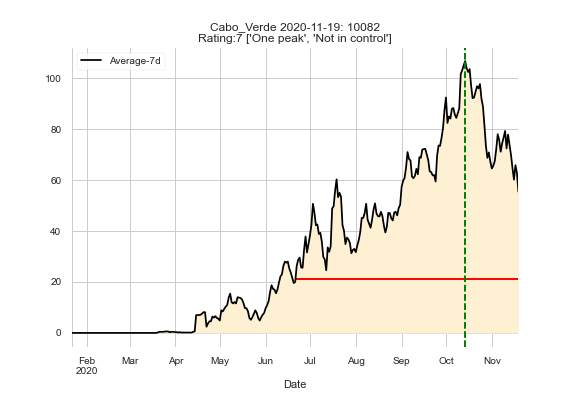 Cabo_Verde 2020-11-19: 10082
Rating:7 ['One peak', 'Not in control']
Average-7d
100
80
60
40
20
0
Feb Mar Apr May Jun Jul Aug Sep Oct Nov
2020
Date